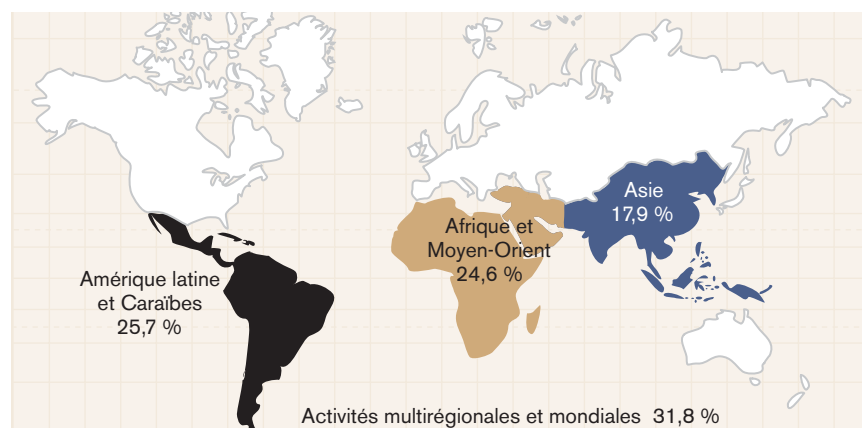 Asie
17,9 %
Afrique et
Moyen-Orient
24,6 %
Amérique latine
et Caraïbes
25,7 %
Activités multirégionales et mondiales 31,8 %